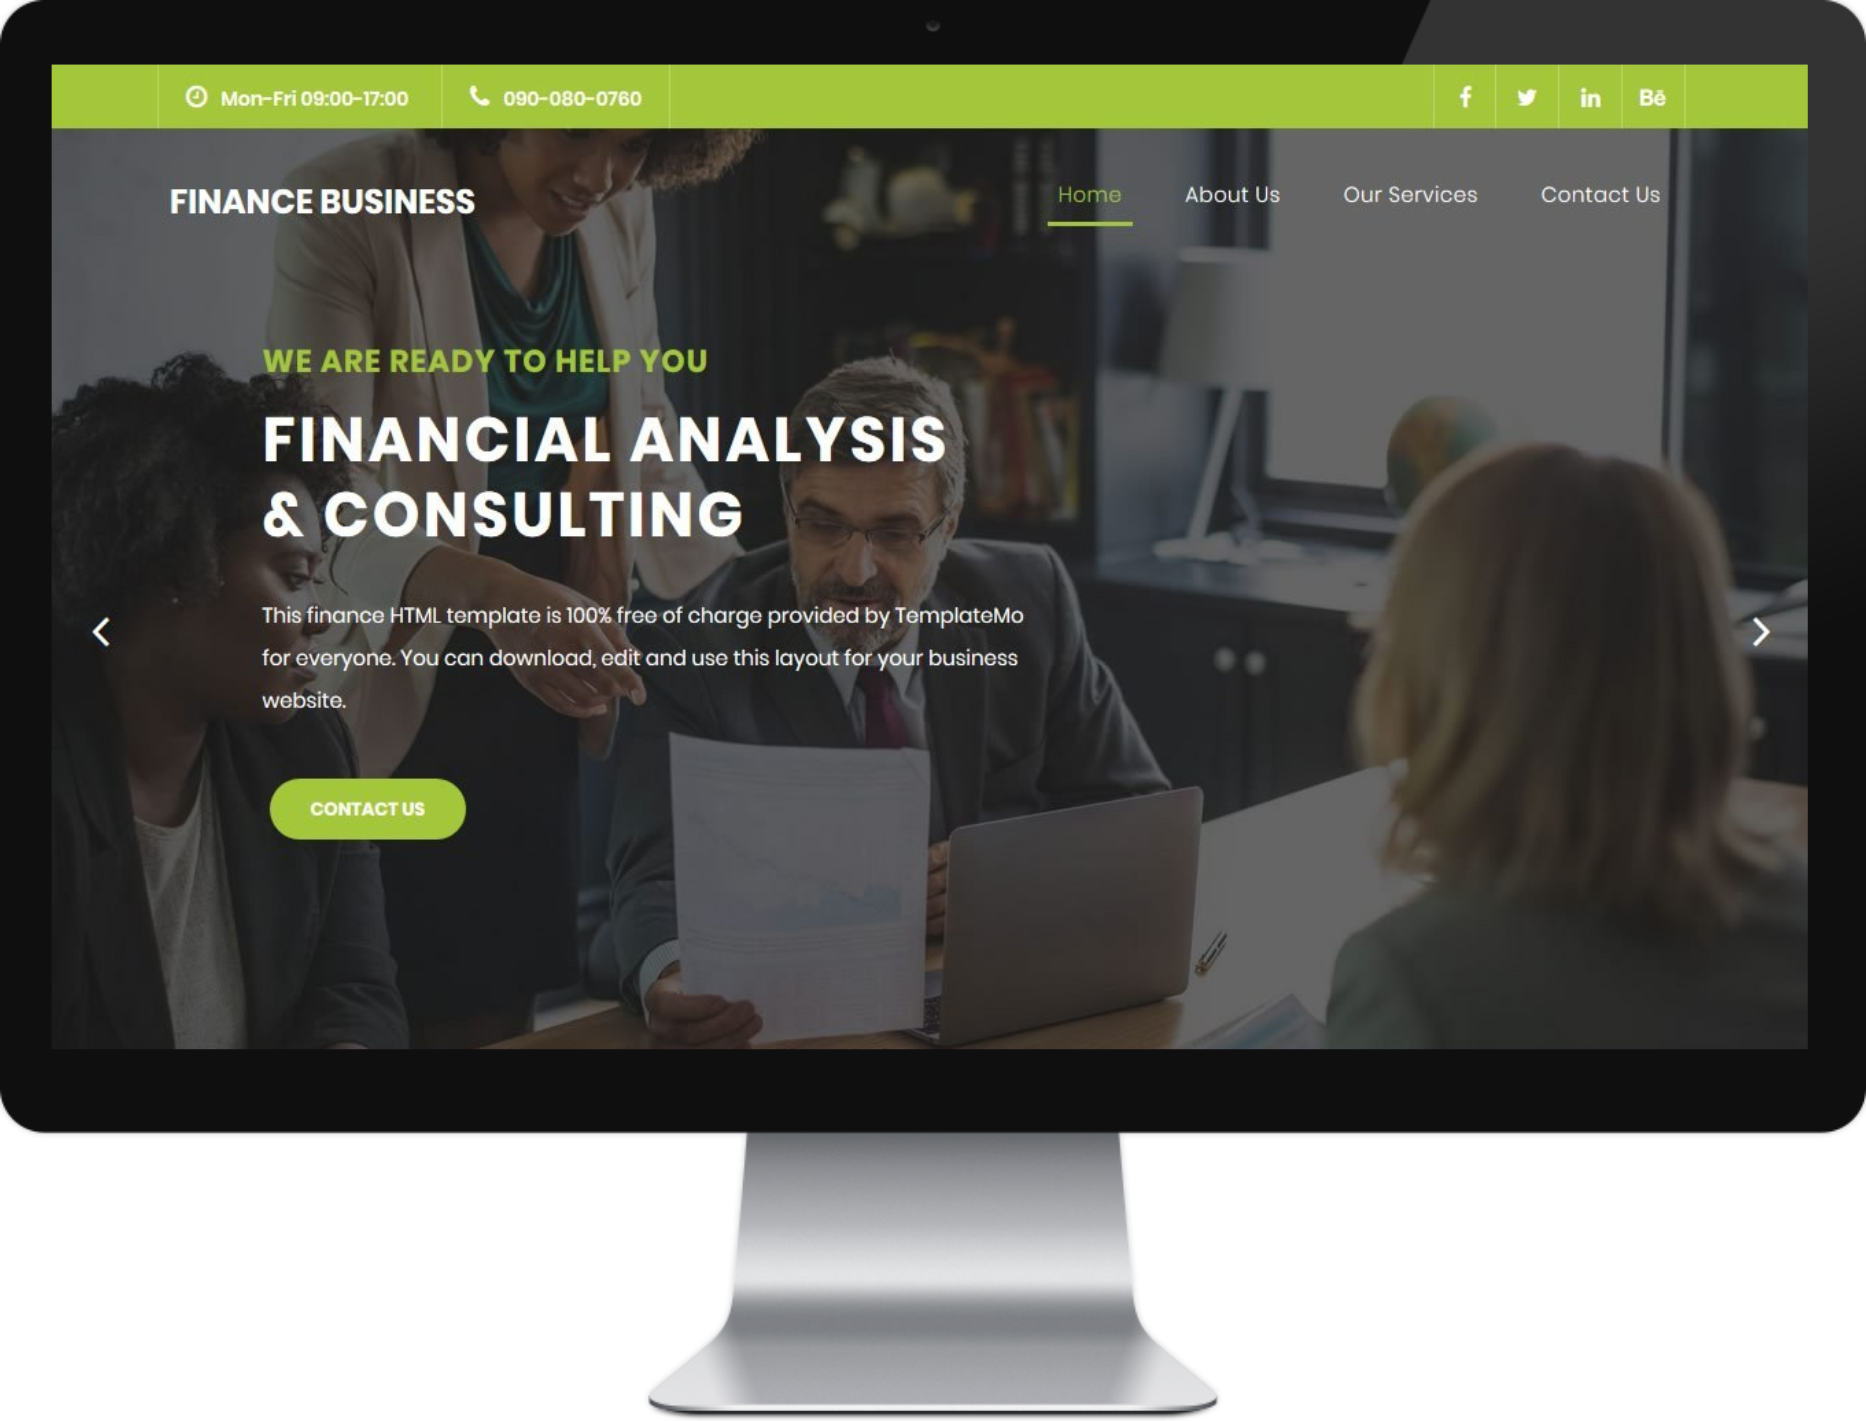 Mon-Fri 09:00-17:00
090-080-0760
Bē
FINANCE BUSINESS
Home
About Us
Our Services
Contact Us
WE ARE READY TO HELP YOU
FINANCIAL ANALYSIS
& CONSULTING
This finance HTML template is 100% free of charge provided by TemplateMo
for everyone. You can download, edit and use this layout for your business
website.
CONTACT US